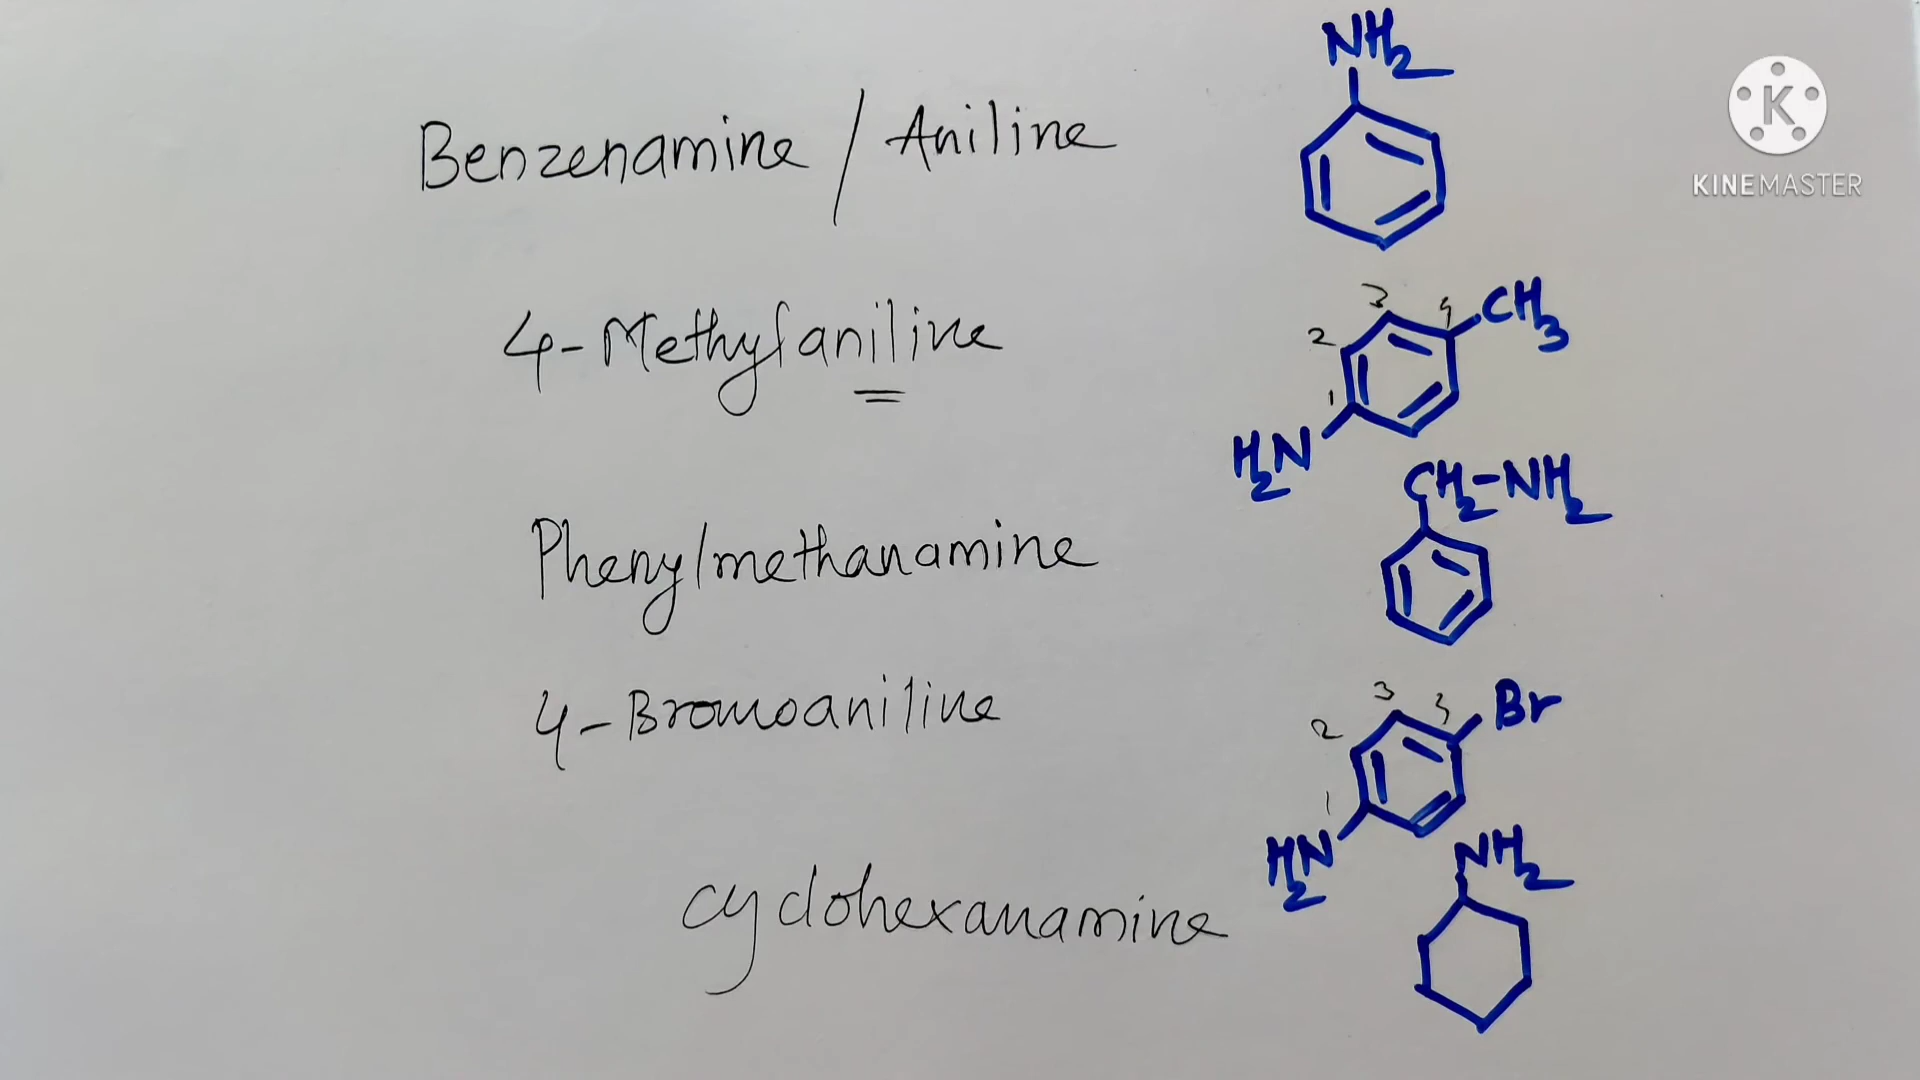 NH2
Benzenamine / Aniline
K
KINEMASTER
3 4 CH3
2
4-Methylaniline
1
H2N
CH2-NH2
Phenylmethanamine
3 Br
2
4-Bromoaniline
1
H2N
NH2
cyclohexanamine